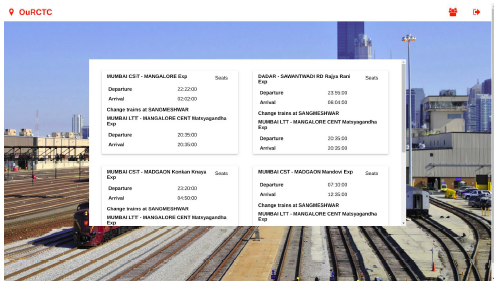 OuRCTC
MUMBAI CSIT - MANGALORE Exp
Seats
Departure 22:22:00
Arrival 02:02:00
Change trains at SANGMESHWAR
MUMBAI LTT - MANGALORE CENT Matsyagandha
Exp
Departure 20:35:00
Arrival 20:35:00
DADAR - SAWANTWADI RD Rajya Rani
Exp
Seats
Departure 23:55:00
Arrival 06:04:00
Change trains at SANGMESHWAR
MUMBAI LTT - MANGALORE CENT Matsyagandha
Exp
Departure 20:35:00
Arrival 20:35:00
MUMBAI CSIT - MADGAON Konkan Knaya
Exp
Seats
Departure 23:20:00
Arrival 04:50:00
Change trains at SANGMESHWAR
MUMBAI LTT - MANGALORE CENT Matsyagandha
Exp
MUMBAI CSIT - MADGAON Mandovi Exp
Seats
Departure 07:10:00
Arrival 12:35:00
Change trains at SANGMESHWAR
MUMBAI LTT - MANGALORE CENT Matsyagandha
Exp